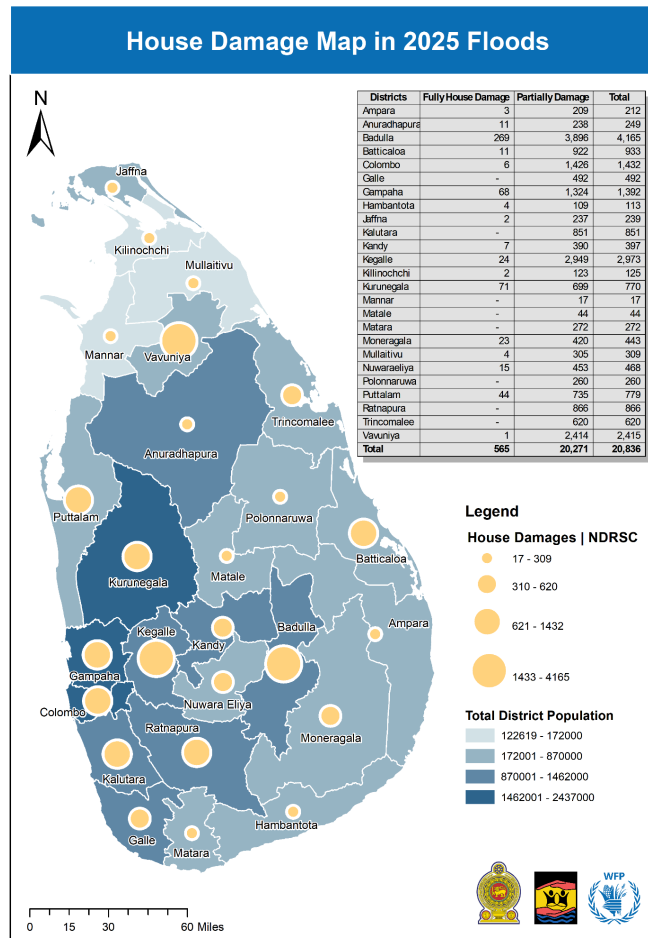 House Damage Map in 2025 Floods
N
Districts Fully House Damage Partially Damage Total
Ampara 3 209 212
Anuradhapura 11 238 249
Badulla 269 3,896 4,165
Batticaloa 11 922 933
Colombo 6 1,426 1,432
Galle - 492 492
Gampaha 68 1,324 1,392
Hambantota 4 109 113
Jaffna 2 237 239
Kalutara - 851 851
Kandy 7 390 397
Kegalle 24 2,949 2,973
Killinochchi 2 123 125
Kurunegala 71 699 770
Mannar - 17 17
Matale - 44 44
Matara - 272 272
Moneragala 23 420 443
Mullaitivu 4 305 309
Nuwaraeliya 15 453 468
Polonnaruwa - 260 260
Puttalam 44 735 779
Ratnapura - 866 866
Trincomalee - 620 620
Vavuniya 1 2,414 2,415
Total 565 20,271 20,836
Jaffna
Kilinochchi
Mullaitivu
Mannar
Vavuniya
Trincomalee
Anuradhapura
Puttalam
Polonnaruwa
Batticaloa
Kurunegala
Matale
Ampara
Kegalle
Badulla
Kandy
Gampaha
Nuwara Eliya
Colombo
Ratnapura
Moneragala
Kalutara
Hambantota
Galle
Matara
Legend
House Damages | NDRSC
17 - 309
310 - 620
621 - 1432
1433 - 4165
Total District Population
122619 - 172000
172001 - 870000
870001 - 1462000
1462001 - 2437000
WFP
0 15 30 60 Miles